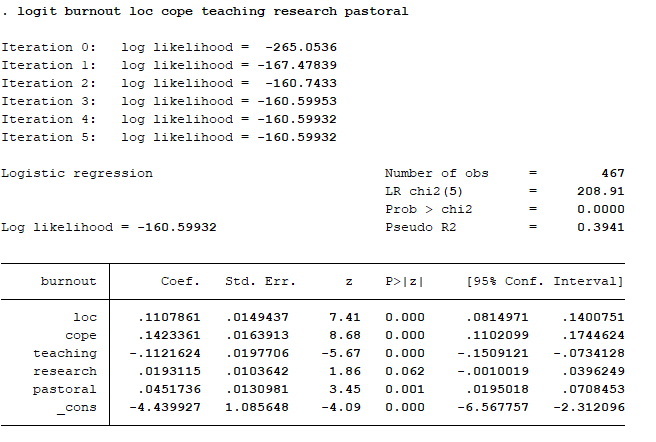 . logit burnout loc cope teaching research pastoral
Iteration 0:   log likelihood =  -265.0536
Iteration 1:   log likelihood = -167.47839
Iteration 2:   log likelihood =  -160.7433
Iteration 3:   log likelihood = -160.59953
Iteration 4:   log likelihood = -160.59932
Iteration 5:   log likelihood = -160.59932
Logistic regression                             Number of obs     =        467
                                                LR chi2(5)        =     208.91
                                                Prob > chi2       =     0.0000
Log likelihood = -160.59932                     Pseudo R2         =     0.3941
burnout |      Coef.   Std. Err.      z    P>|z|     [95% Conf. Interval]
loc |   .1107861   .0149437     7.41   0.000     .0814971    .1400751
cope |   .1423361   .0163913     8.68   0.000     .1102099    .1744624
teaching |  -.1121624   .0197706    -5.67   0.000    -.1509121   -.0734128
research |   .0193115   .0103642     1.86   0.062    -.0010019    .0396249
pastoral |   .0451736   .0130981     3.45   0.001     .0195018    .0708453
_cons |  -4.439927   1.085648    -4.09   0.000    -6.567757   -2.312096